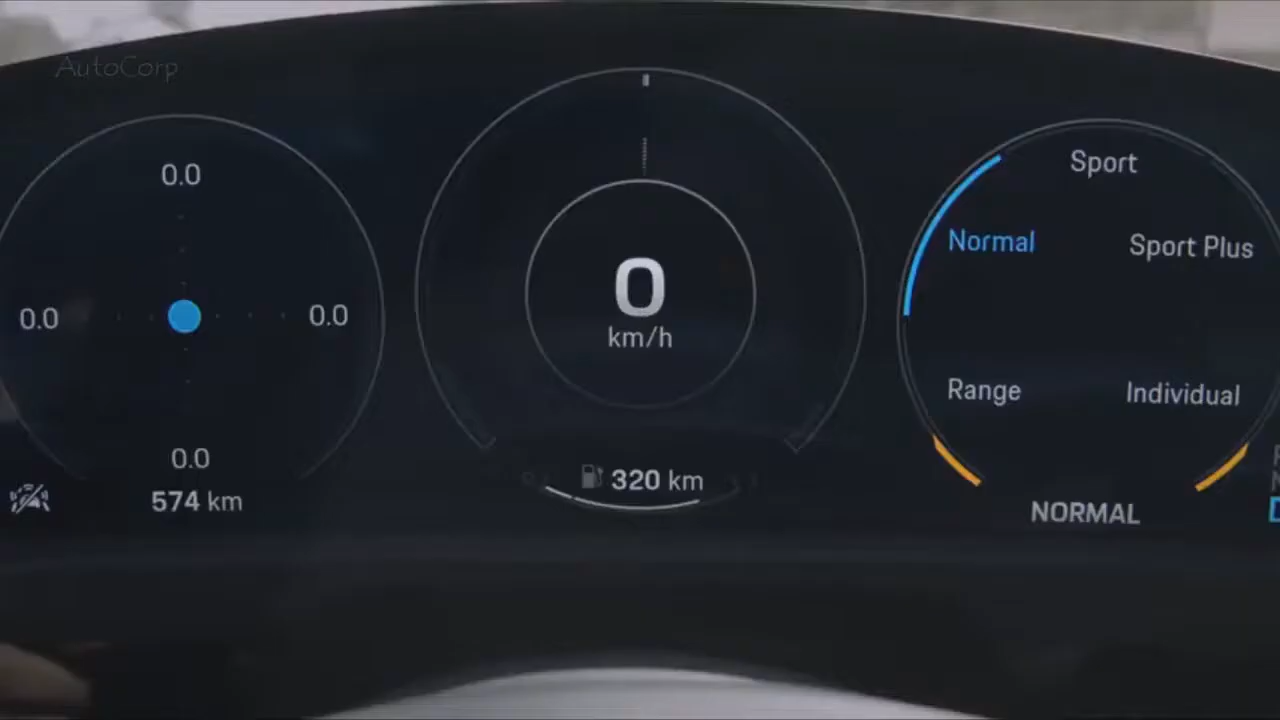 AutoCorp
0.0
0.0
0.0
0.0
574 km
0
km/h
320 km
Sport
Normal
Sport Plus
Range
Individual
NORMAL